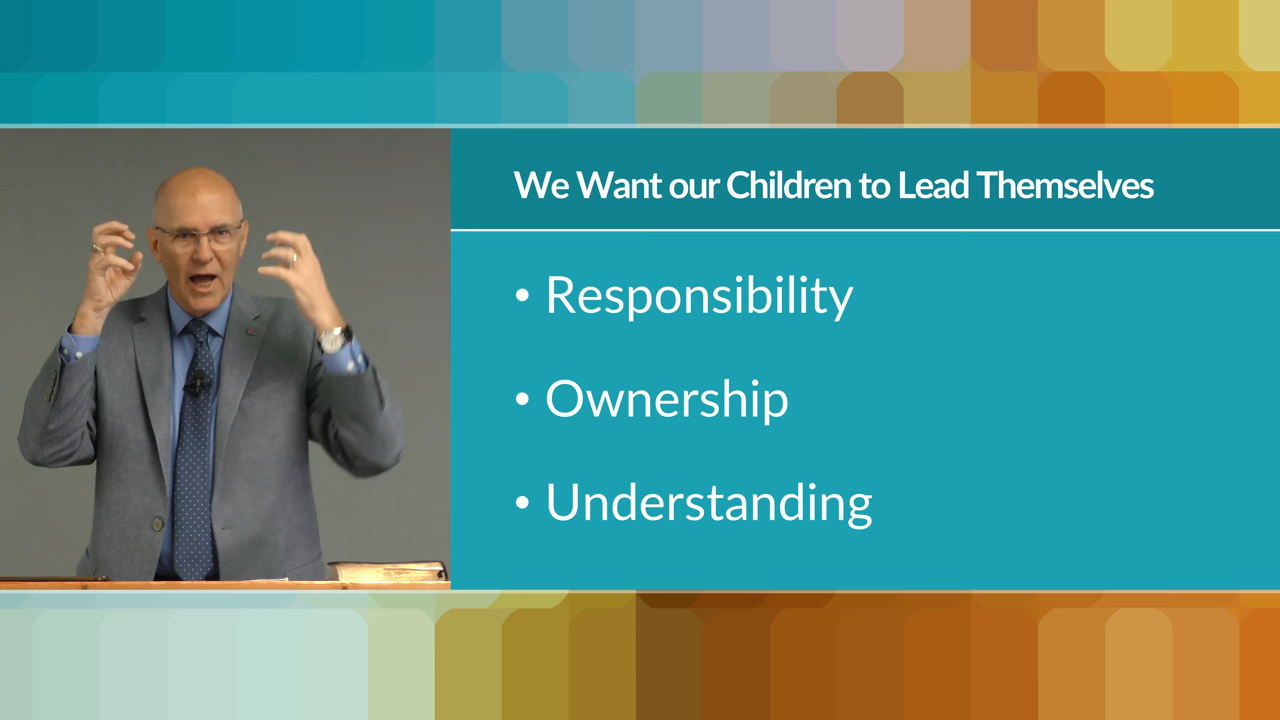 We Want our Children to Lead Themselves
• Responsibility
• Ownership
• Understanding